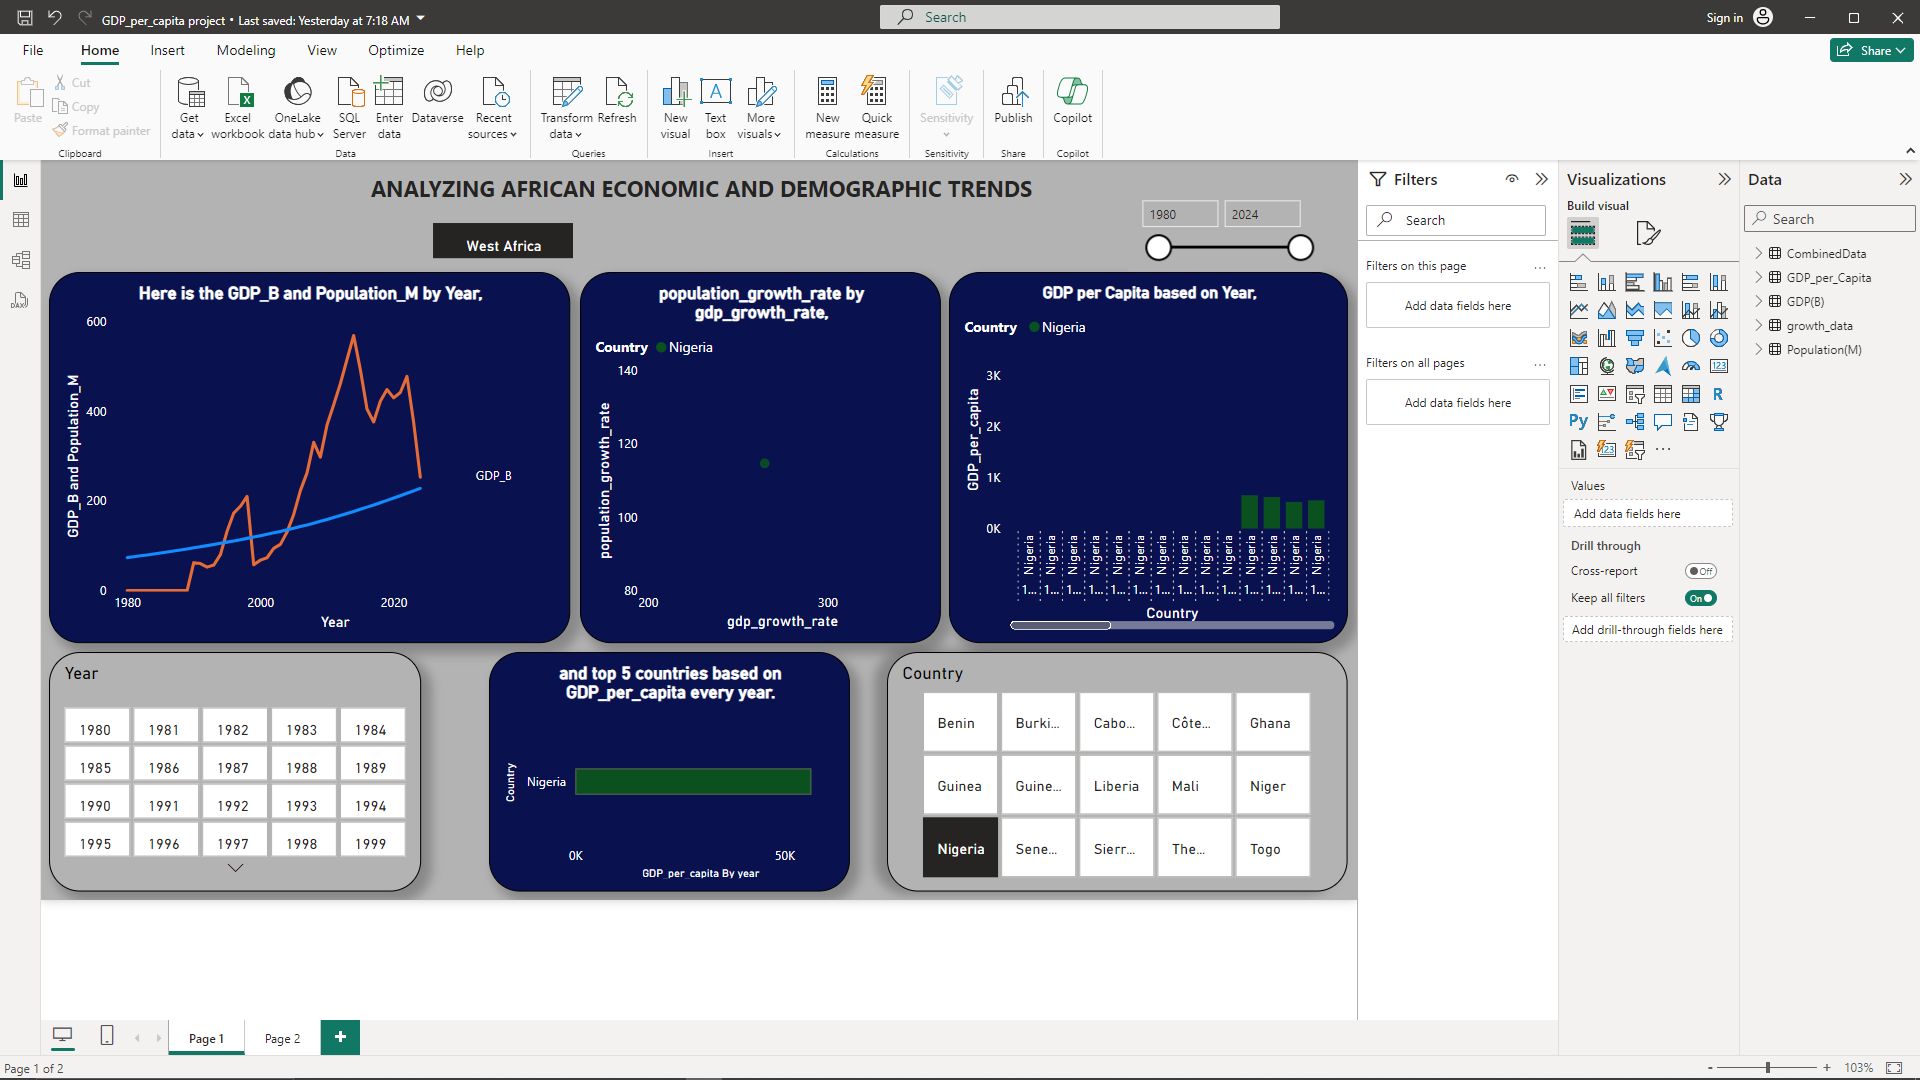 GDP_per_capita project • Last saved: Yesterday at 7:18 AM
Search
Sign in
File Home Insert Modeling View Optimize Help
Share
Paste
Cut
Copy
Format painter
Clipboard
Get data
Excel workbook
OneLake data hub
SQL Server
Enter data
Dataverse
Recent sources
Data
Transform data
Refresh
Queries
New visual
Text box
More visuals
Insert
New measure
Quick measure
Calculations
Sensitivity
Sensitivity
Publish
Share
Copilot
Copilot
ANALYZING AFRICAN ECONOMIC AND DEMOGRAPHIC TRENDS
West Africa
1980 2024
Here is the GDP_B and Population_M by Year,
GDP_B and Population_M
600
400
200
0
1980 2000 2020
Year
GDP_B
population_growth_rate by
gdp_growth_rate,
Country Nigeria
population_growth_rate
140
120
100
80
200 300
gdp_growth_rate
GDP per Capita based on Year,
Country Nigeria
GDP_per_capita
3K
2K
1K
0K
Nigeria Nigeria Nigeria Nigeria Nigeria Nigeria Nigeria Nigeria Nigeria Nigeria Nigeria Nigeria Nigeria Nigeria
1... 1... 1... 1... 1... 1... 1... 1... 1... 1... 1... 1... 1... 1...
Country
Year
1980 1981 1982 1983 1984
1985 1986 1987 1988 1989
1990 1991 1992 1993 1994
1995 1996 1997 1998 1999
and top 5 countries based on
GDP_per_capita every year.
Country
Nigeria
0K 50K
GDP_per_capita By year
Country
Benin Burki... Cabo... Côte... Ghana
Guinea Guine... Liberia Mali Niger
Nigeria Sene... Sierr... The... Togo
Filters
Search
Filters on this page ...
Add data fields here
Filters on all pages ...
Add data fields here
Visualizations
Build visual
123
R
Py
123
...
Values
Add data fields here
Drill through
Cross-report Off
Keep all filters On
Add drill-through fields here
Data
Search
CombinedData
GDP_per_Capita
GDP(B)
growth_data
Population(M)
DAX
Page 1 Page 2 +
Page 1 of 2
- + 103%